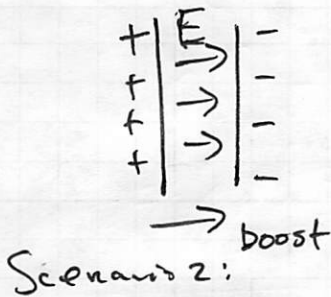 + E -
+ -
+ -
+ -
boost
Scenario 2: